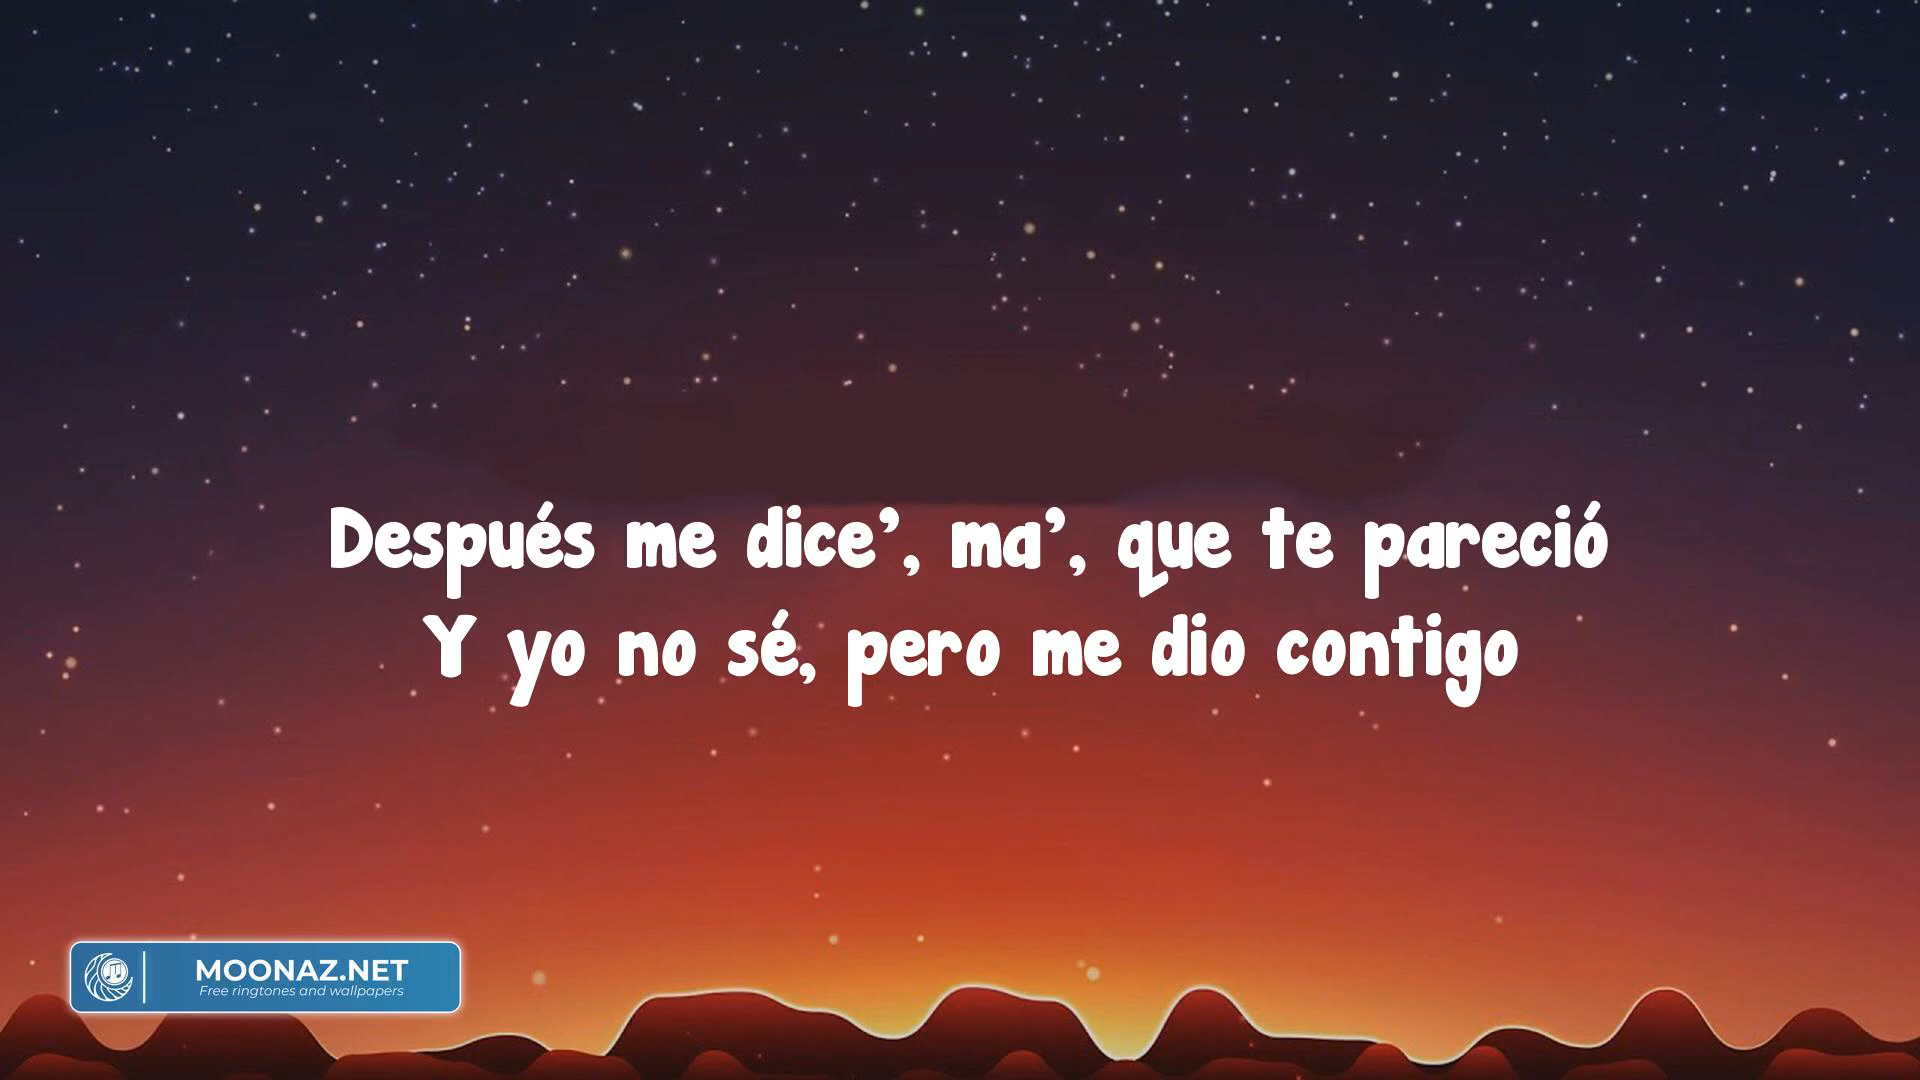 Después me dice’, ma’, que te pareció
Y yo no sé, pero me dio contigo
MOONAZ.NET
Free ringtones and wallpapers